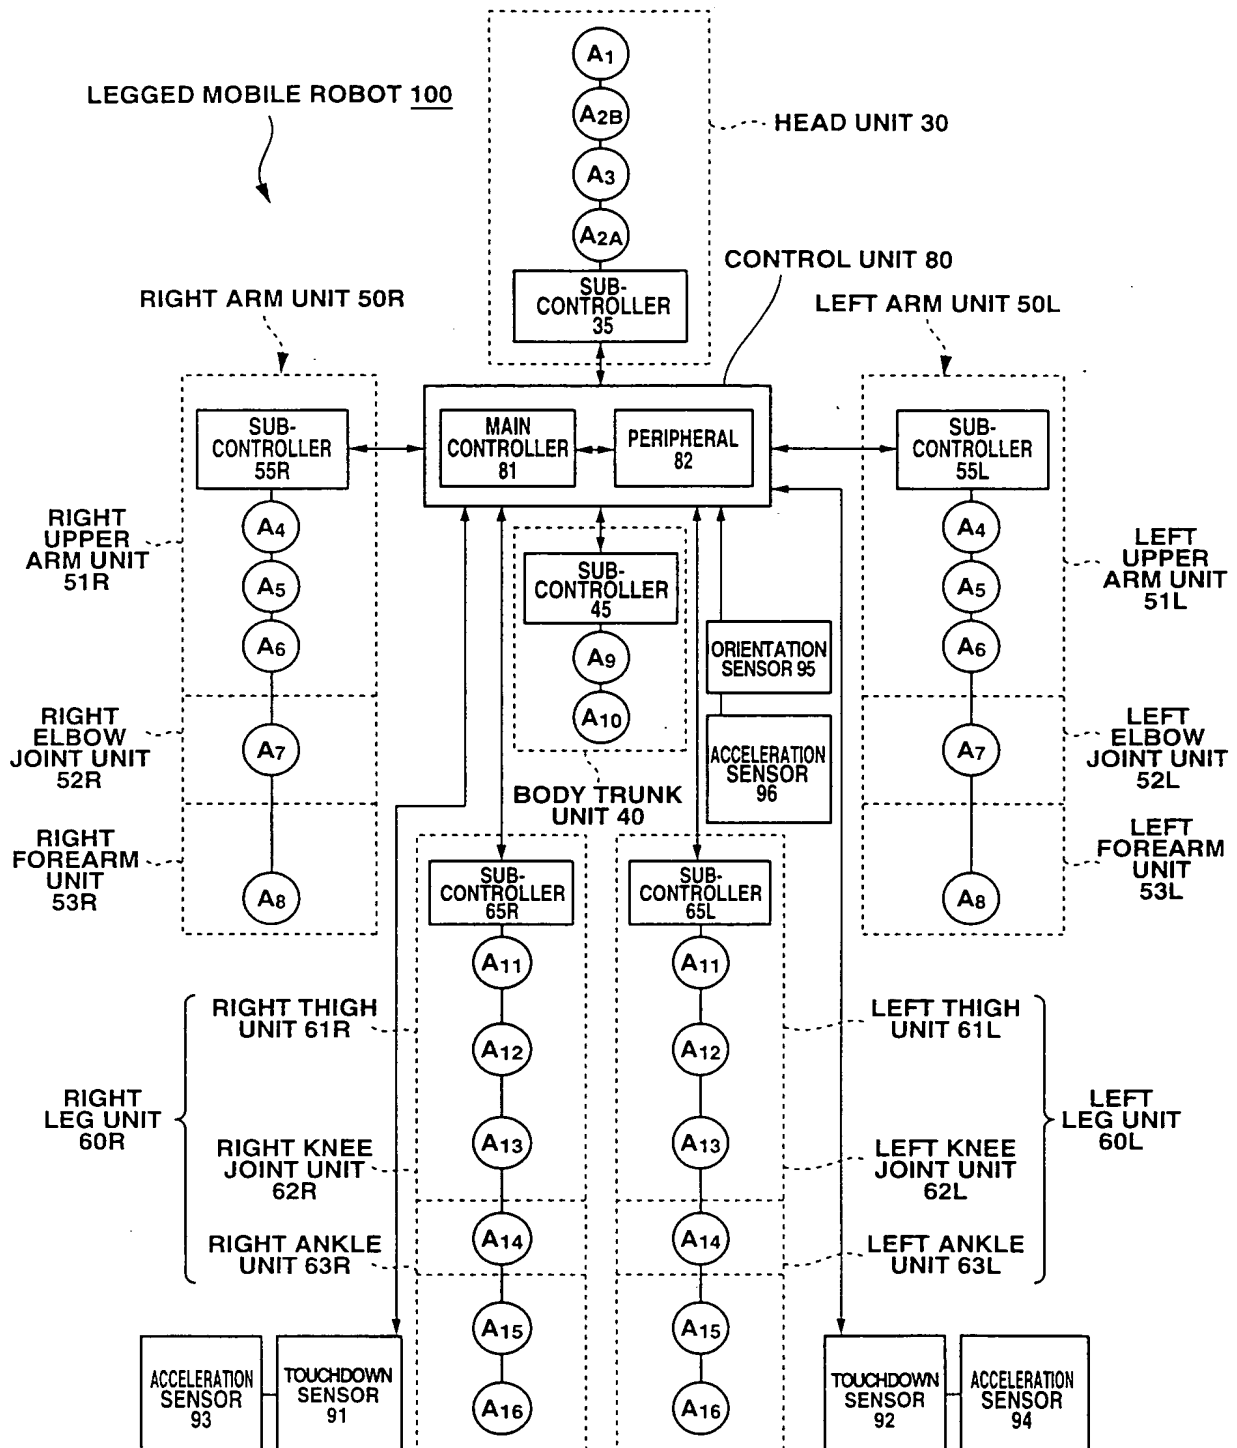 LEGGED MOBILE ROBOT 100
A1
A2B
A3
A2A
HEAD UNIT 30
SUB-
CONTROLLER
35
CONTROL UNIT 80
RIGHT ARM UNIT 50R
LEFT ARM UNIT 50L
SUB-
CONTROLLER
55R
MAIN
CONTROLLER
81
PERIPHERAL
82
SUB-
CONTROLLER
55L
RIGHT
UPPER
ARM UNIT
51R
A4
A5
A6
SUB-
CONTROLLER
45
A9
A10
BODY TRUNK
UNIT 40
ORIENTATION
SENSOR 95
ACCELERATION
SENSOR
96
A4
A5
A6
LEFT
UPPER
ARM UNIT
51L
RIGHT
ELBOW
JOINT UNIT
52R
A7
A7
LEFT
ELBOW
JOINT UNIT
52L
RIGHT
FOREARM
UNIT
53R
A8
A8
LEFT
FOREARM
UNIT
53L
SUB-
CONTROLLER
65R
SUB-
CONTROLLER
65L
A11
A12
A13
A14
A15
A16
A11
A12
A13
A14
A15
A16
RIGHT THIGH
UNIT 61R
LEFT THIGH
UNIT 61L
RIGHT
LEG UNIT
60R
LEFT
LEG UNIT
60L
RIGHT KNEE
JOINT UNIT
62R
LEFT KNEE
JOINT UNIT
62L
RIGHT ANKLE
UNIT 63R
LEFT ANKLE
UNIT 63L
ACCELERATION
SENSOR
93
TOUCHDOWN
SENSOR
91
TOUCHDOWN
SENSOR
92
ACCELERATION
SENSOR
94